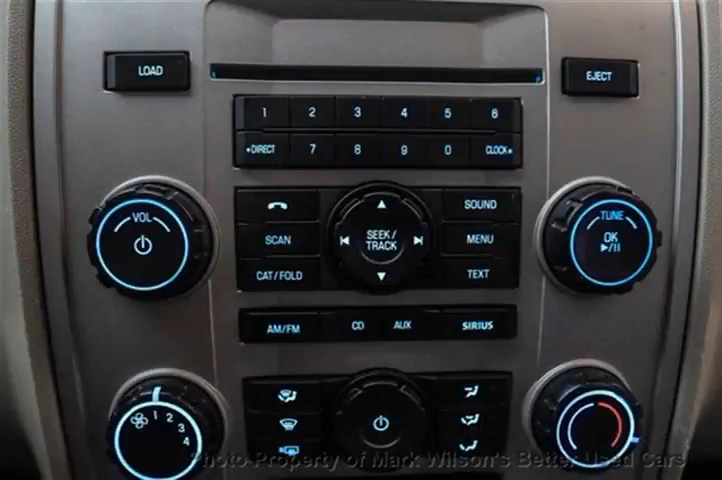 LOAD
EJECT
1 2 3 4 5 6
•DIRECT 7 8 9 0 CLOCK•
VOL
SEEK/
TRACK
SOUND
SCAN
MENU
CAT/FOLD
TEXT
TUNE
OK
AM/FM CD AUX SIRIUS
1 2 3 4
Photo Property of Mark Wilson's Better Used Cars